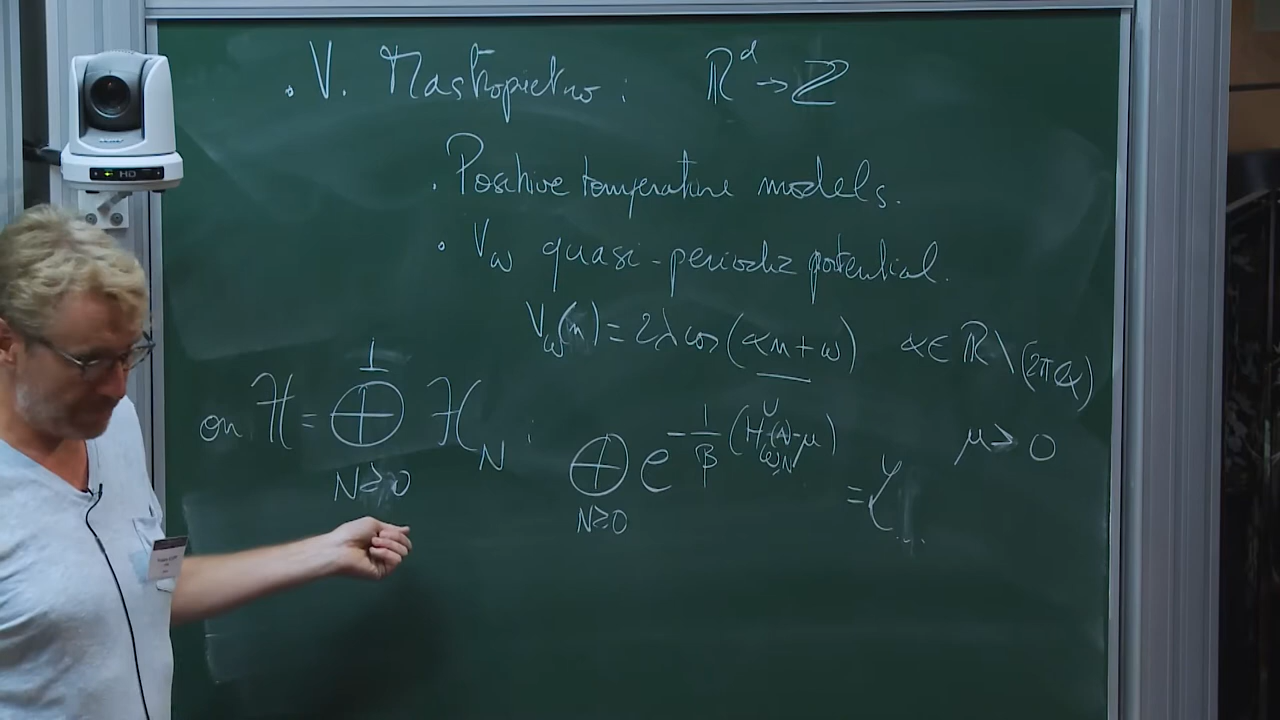 • V. Mastropietro : ℝ^d → ℤ
• Positive temperature models.
• V_ω quasi-periodic potential.
V_ω(n) = 2λ cos(αn + ω) α ∈ ℝ \ (2πℚ)
on ℋ = ⊕_{N≥0} ℋ_N : ⊕_{N≥0} e^{-1/β (H^U_{ω,N}(Λ)-μ)} = μ > 0
HD